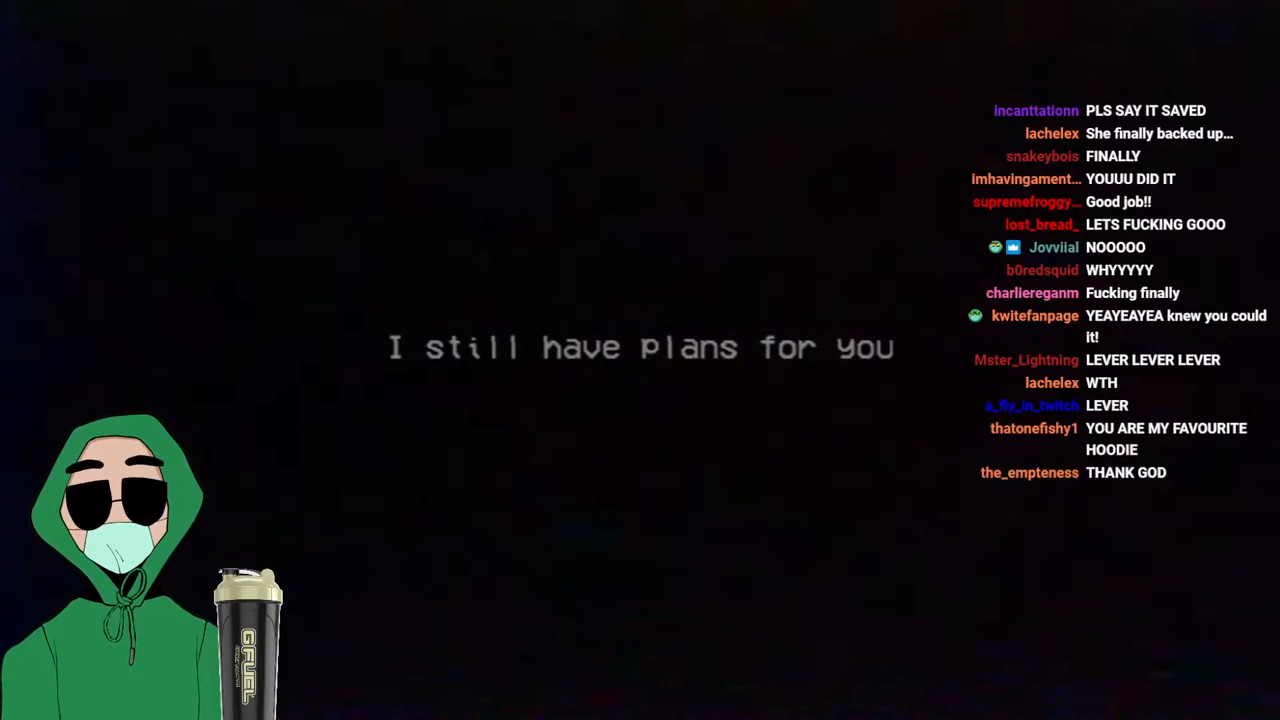 incanttationn PLS SAY IT SAVED
lachelex She finally backed up...
snakeybois FINALLY
imhavingament... YOUUU DID IT
supremefroggy... Good job!!
lost_bread_ LETS FUCKING GOOO
Jovviial NOOOOO
b0redsquid WHYYYYY
charliereganm Fucking finally
kwitefanpage YEAYEAYEA knew you could
it!
Mster_Lightning LEVER LEVER LEVER
lachelex WTH
a_fly_in_twitch LEVER
thatonefishy1 YOU ARE MY FAVOURITE
HOODIE
the_empteness THANK GOD
I still have plans for you
GFUEL